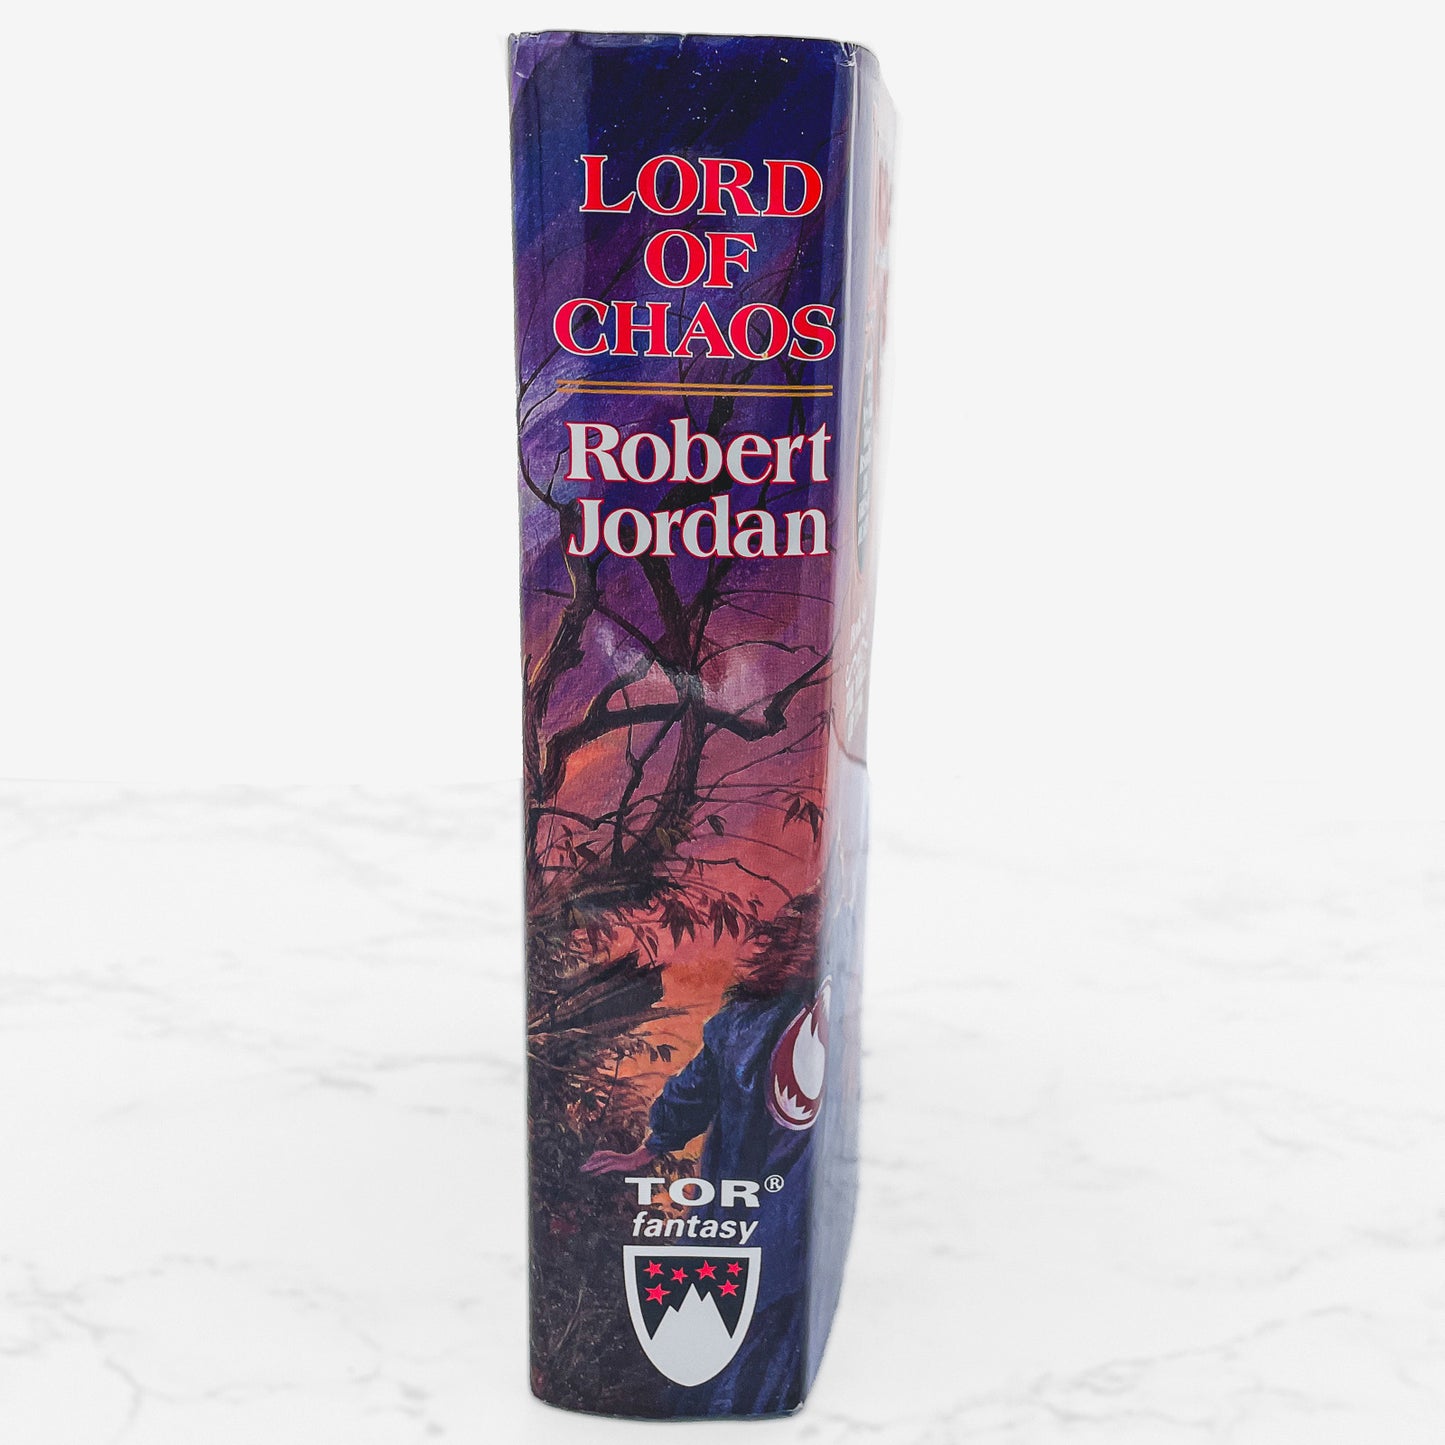 LORD
OF
CHAOS
Robert
Jordan
TOR®
fantasy